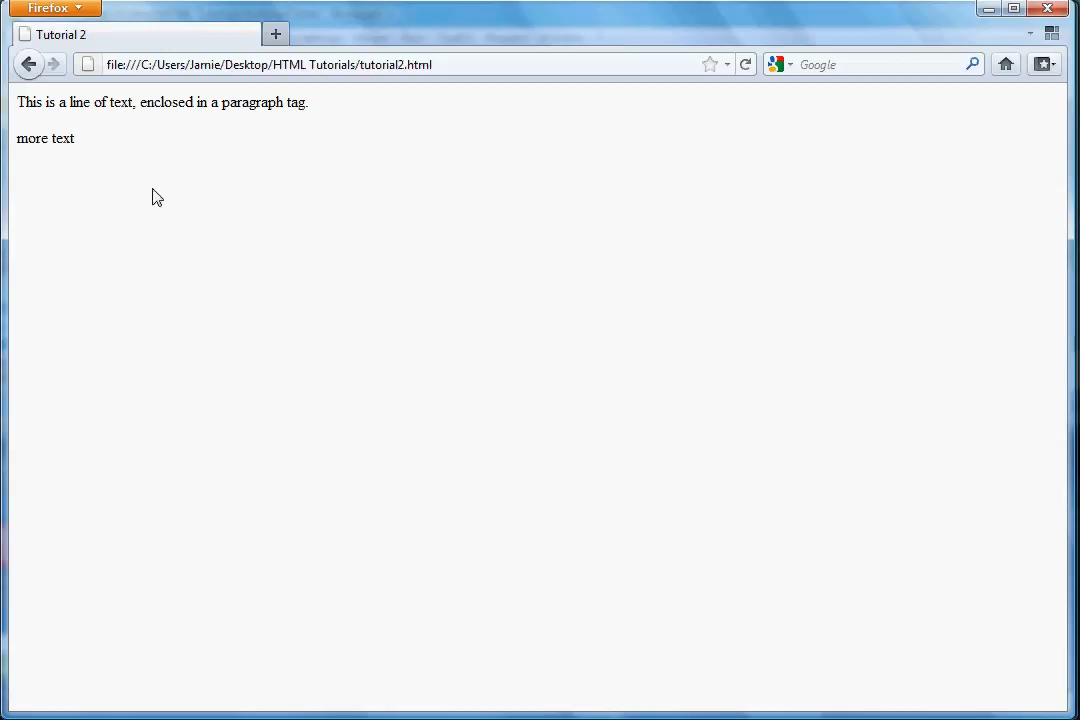 Firefox
Tutorial 2
file:///C:/Users/Jamie/Desktop/HTML Tutorials/tutorial2.html
Google
This is a line of text, enclosed in a paragraph tag.
more text